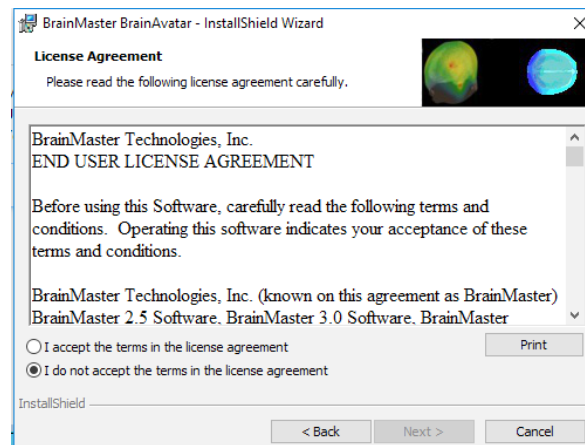 BrainMaster BrainAvatar - InstallShield Wizard
License Agreement
Please read the following license agreement carefully.
BrainMaster Technologies, Inc.
END USER LICENSE AGREEMENT
Before using this Software, carefully read the following terms and
conditions.  Operating this software indicates your acceptance of these
terms and conditions.
BrainMaster Technologies, Inc. (known on this agreement as BrainMaster)
BrainMaster 2.5 Software, BrainMaster 3.0 Software, BrainMaster
I accept the terms in the license agreement
Print
I do not accept the terms in the license agreement
InstallShield
< Back
Next >
Cancel